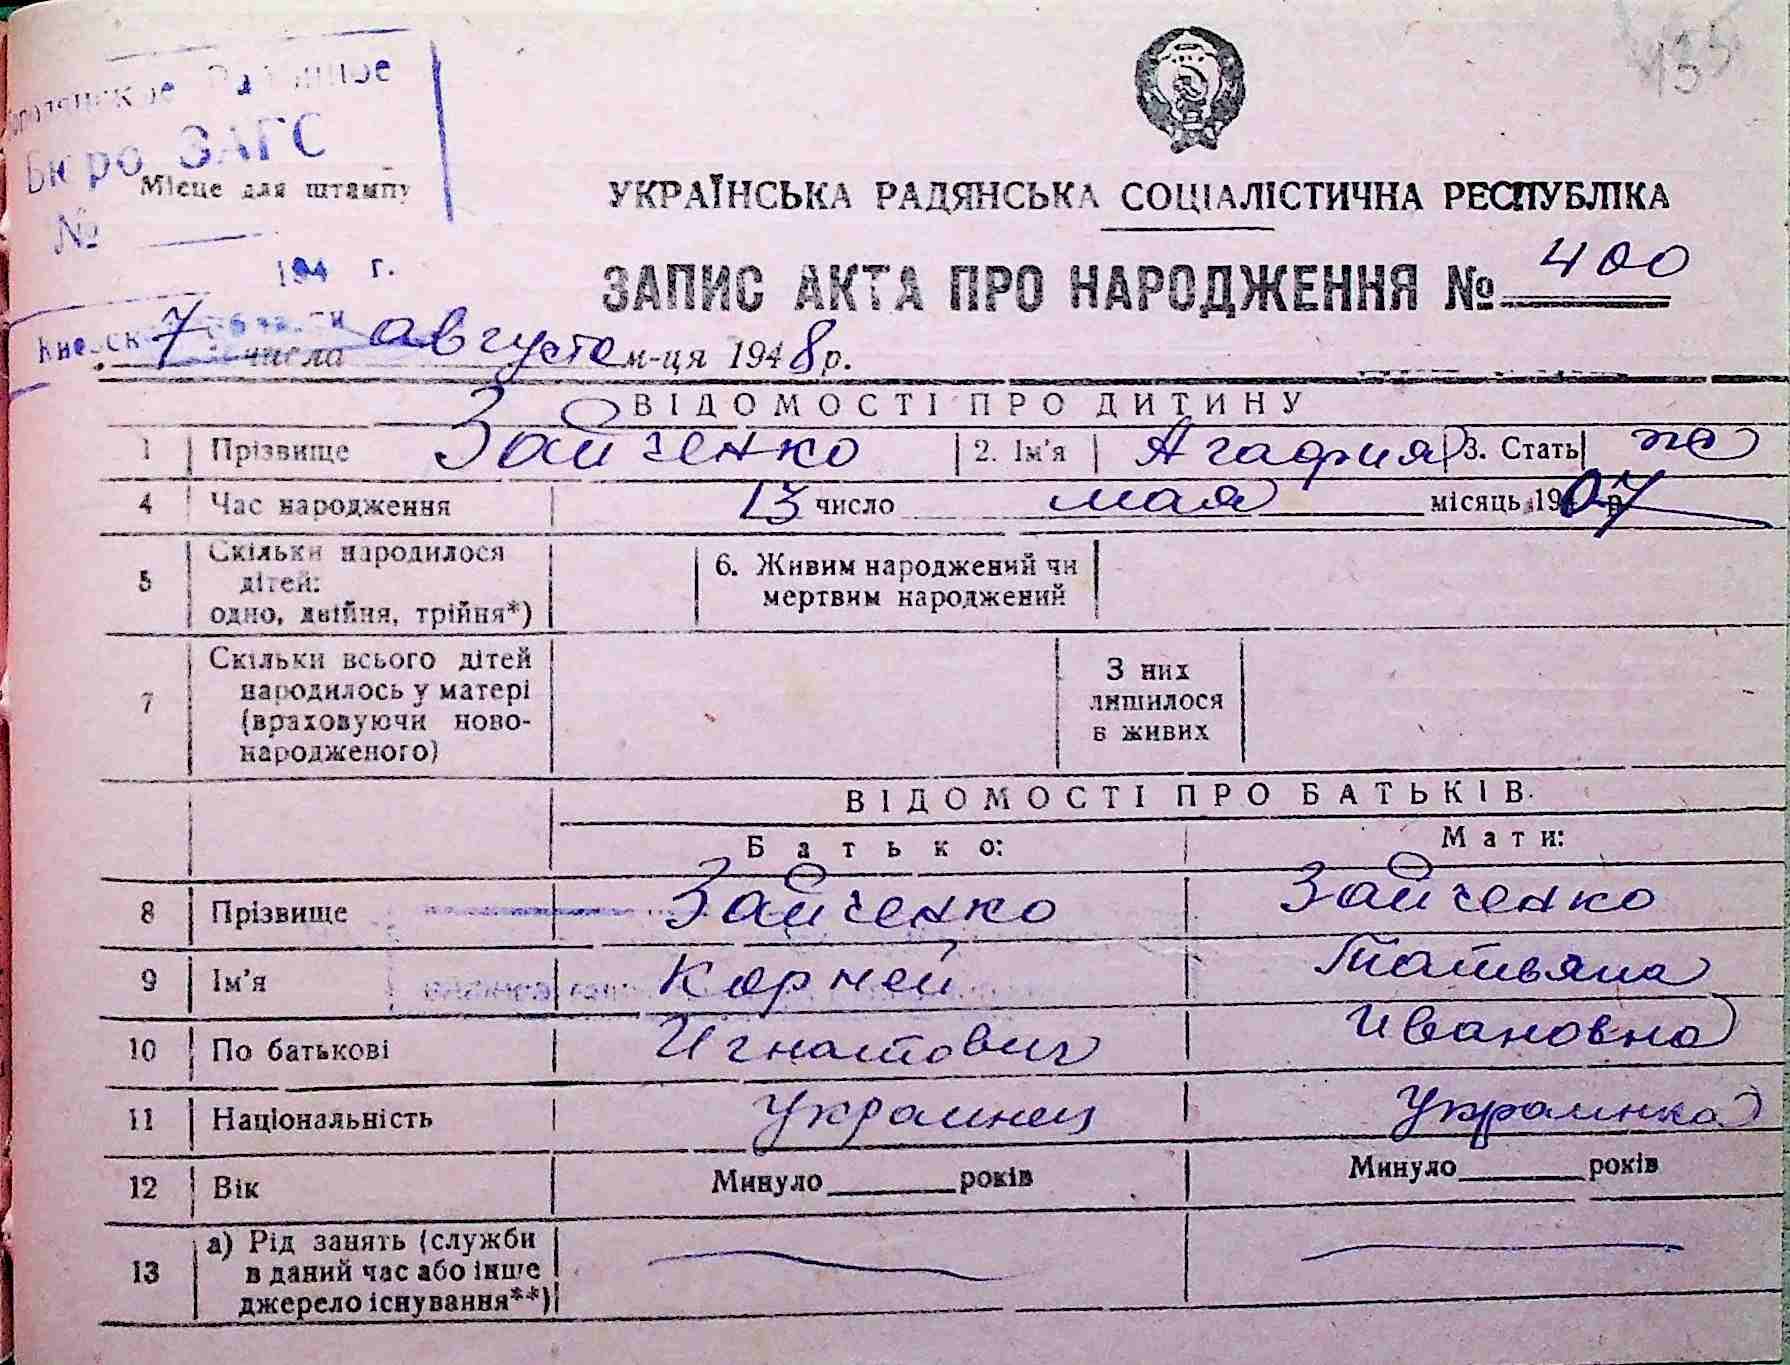 135
Районное
Бюро ЗАГС
Місце для штампу
№
194 г.
УКРАЇНСЬКА РАДЯНСЬКА СОЦІАЛІСТИЧНА РЕСПУБЛІКА
ЗАПИС АКТА ПРО НАРОДЖЕННЯ № 400
7 числа августа м-ця 1948 р.
ВІДОМОСТІ ПРО ДИТИНУ
1 Прізвище Зайченко 2. Ім'я Агафия 3. Стать ж
4 Час народження 13 число мая місяць 1907 р.
5 Скільки народилося
дітей:
одно, двійня, трійня*)
6. Живим народжений чи
мертвим народжений
7 Скільки всього дітей
народилось у матері
(враховуючи ново-
народженого)
З них
лишилося
в живих
ВІДОМОСТІ ПРО БАТЬКІВ.
Батько: Мати:
8 Прізвище Зайченко Зайченко
9 Ім'я Корней Татьяна
10 По батькові Игнатович Ивановна
11 Національність Украинец Украинка
12 Вік Минуло років Минуло років
13 а) Рід занять (служби
в даний час або інше
джерело існування**)